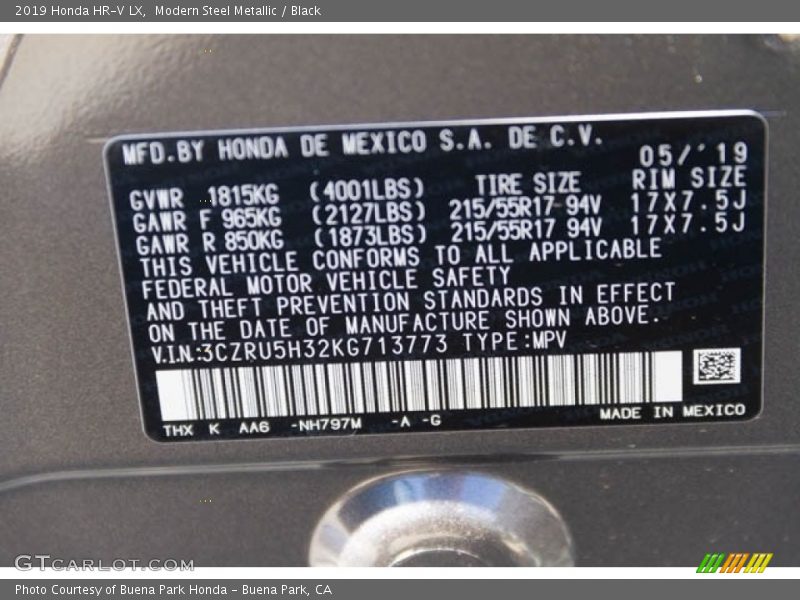 2019 Honda HR-V LX, Modern Steel Metallic / Black
MFD.BY HONDA DE MEXICO S.A. DE C.V.
05/'19
GVWR 1815KG (4001LBS) TIRE SIZE RIM SIZE
GAWR F 965KG (2127LBS) 215/55R17 94V 17X7.5J
GAWR R 850KG (1873LBS) 215/55R17 94V 17X7.5J
THIS VEHICLE CONFORMS TO ALL APPLICABLE
FEDERAL MOTOR VEHICLE SAFETY
AND THEFT PREVENTION STANDARDS IN EFFECT
ON THE DATE OF MANUFACTURE SHOWN ABOVE.
V.I.N.:3CZRU5H32KG713773 TYPE:MPV
THX K AA6 -NH797M -A -G MADE IN MEXICO
GTCARLOT.COM
Photo Courtesy of Buena Park Honda - Buena Park, CA